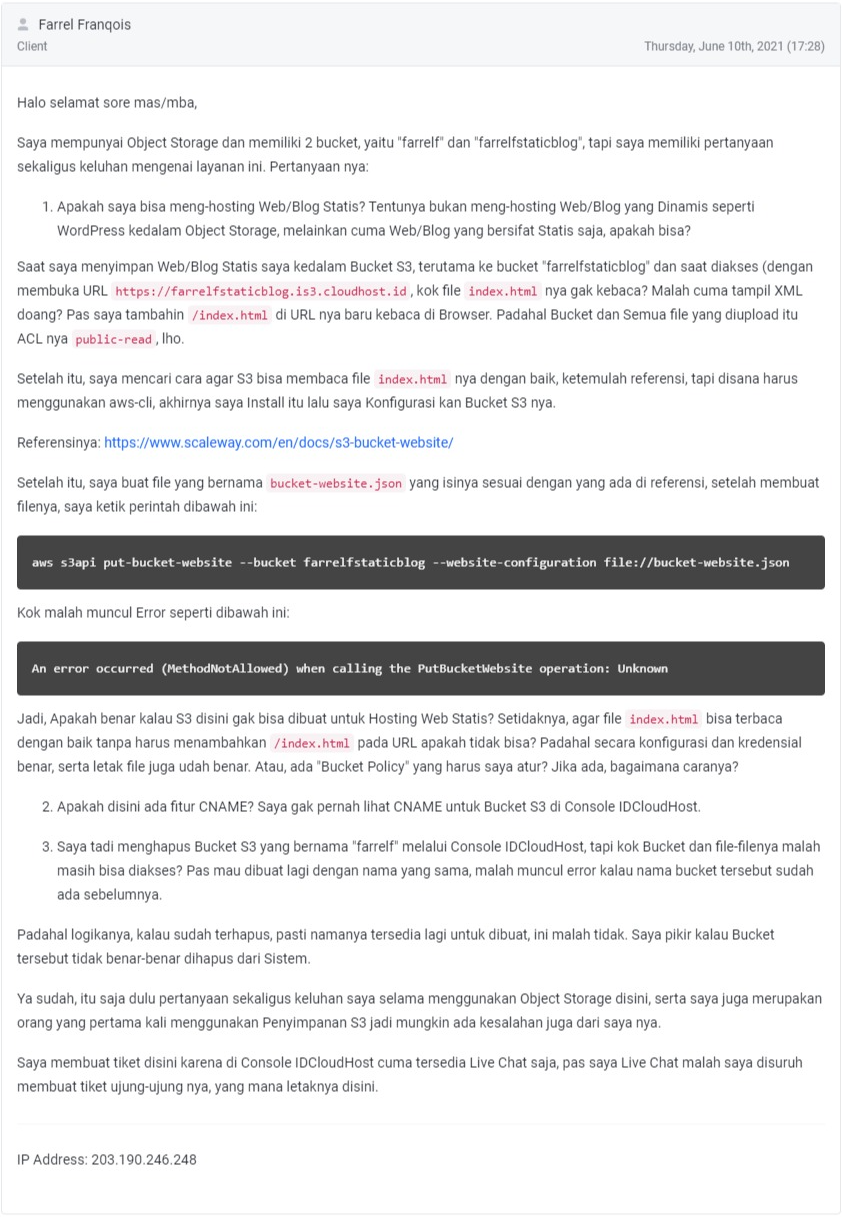 Farrel Franqois
Client
Thursday, June 10th, 2021 (17:28)
Halo selamat sore mas/mba,
Saya mempunyai Object Storage dan memiliki 2 bucket, yaitu "farrelf" dan "farrelfstaticblog", tapi saya memiliki pertanyaan
sekaligus keluhan mengenai layanan ini. Pertanyaan nya:
1. Apakah saya bisa meng-hosting Web/Blog Statis? Tentunya bukan meng-hosting Web/Blog yang Dinamis seperti
WordPress kedalam Object Storage, melainkan cuma Web/Blog yang bersifat Statis saja, apakah bisa?
Saat saya menyimpan Web/Blog Statis saya kedalam Bucket S3, terutama ke bucket "farrelfstaticblog" dan saat diakses (dengan
membuka URL https://farrelfstaticblog.is3.cloudhost.id , kok file index.html nya gak kebaca? Malah cuma tampil XML
doang? Pas saya tambahin /index.html di URL nya baru kebaca di Browser. Padahal Bucket dan Semua file yang diupload itu
ACL nya public-read , lho.
Setelah itu, saya mencari cara agar S3 bisa membaca file index.html nya dengan baik, ketemulah referensi, tapi disana harus
menggunakan aws-cli, akhirnya saya Install itu lalu saya Konfigurasi kan Bucket S3 nya.
Referensinya: https://www.scaleway.com/en/docs/s3-bucket-website/
Setelah itu, saya buat file yang bernama bucket-website.json yang isinya sesuai dengan yang ada di referensi, setelah membuat
filenya, saya ketik perintah dibawah ini:
aws s3api put-bucket-website --bucket farrelfstaticblog --website-configuration file://bucket-website.json
Kok malah muncul Error seperti dibawah ini:
An error occurred (MethodNotAllowed) when calling the PutBucketWebsite operation: Unknown
Jadi, Apakah benar kalau S3 disini gak bisa dibuat untuk Hosting Web Statis? Setidaknya, agar file index.html bisa terbaca
dengan baik tanpa harus menambahkan /index.html pada URL apakah tidak bisa? Padahal secara konfigurasi dan kredensial
benar, serta letak file juga udah benar. Atau, ada "Bucket Policy" yang harus saya atur? Jika ada, bagaimana caranya?
2. Apakah disini ada fitur CNAME? Saya gak pernah lihat CNAME untuk Bucket S3 di Console IDCloudHost.
3. Saya tadi menghapus Bucket S3 yang bernama "farrelf" melalui Console IDCloudHost, tapi kok Bucket dan file-filenya malah
masih bisa diakses? Pas mau dibuat lagi dengan nama yang sama, malah muncul error kalau nama bucket tersebut sudah
ada sebelumnya.
Padahal logikanya, kalau sudah terhapus, pasti namanya tersedia lagi untuk dibuat, ini malah tidak. Saya pikir kalau Bucket
tersebut tidak benar-benar dihapus dari Sistem.
Ya sudah, itu saja dulu pertanyaan sekaligus keluhan saya selama menggunakan Object Storage disini, serta saya juga merupakan
orang yang pertama kali menggunakan Penyimpanan S3 jadi mungkin ada kesalahan juga dari saya nya.
Saya membuat tiket disini karena di Console IDCloudHost cuma tersedia Live Chat saja, pas saya Live Chat malah saya disuruh
membuat tiket ujung-ujung nya, yang mana letaknya disini.
IP Address: 203.190.246.248